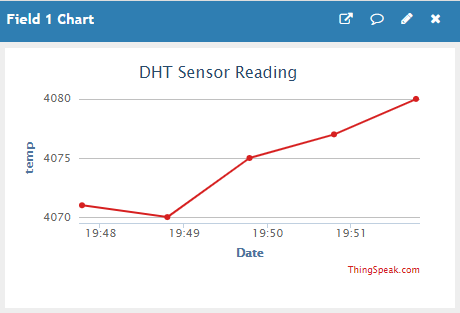 Field 1 Chart
DHT Sensor Reading
4080
4075
4070
temp
19:48 19:49 19:50 19:51
Date
ThingSpeak.com